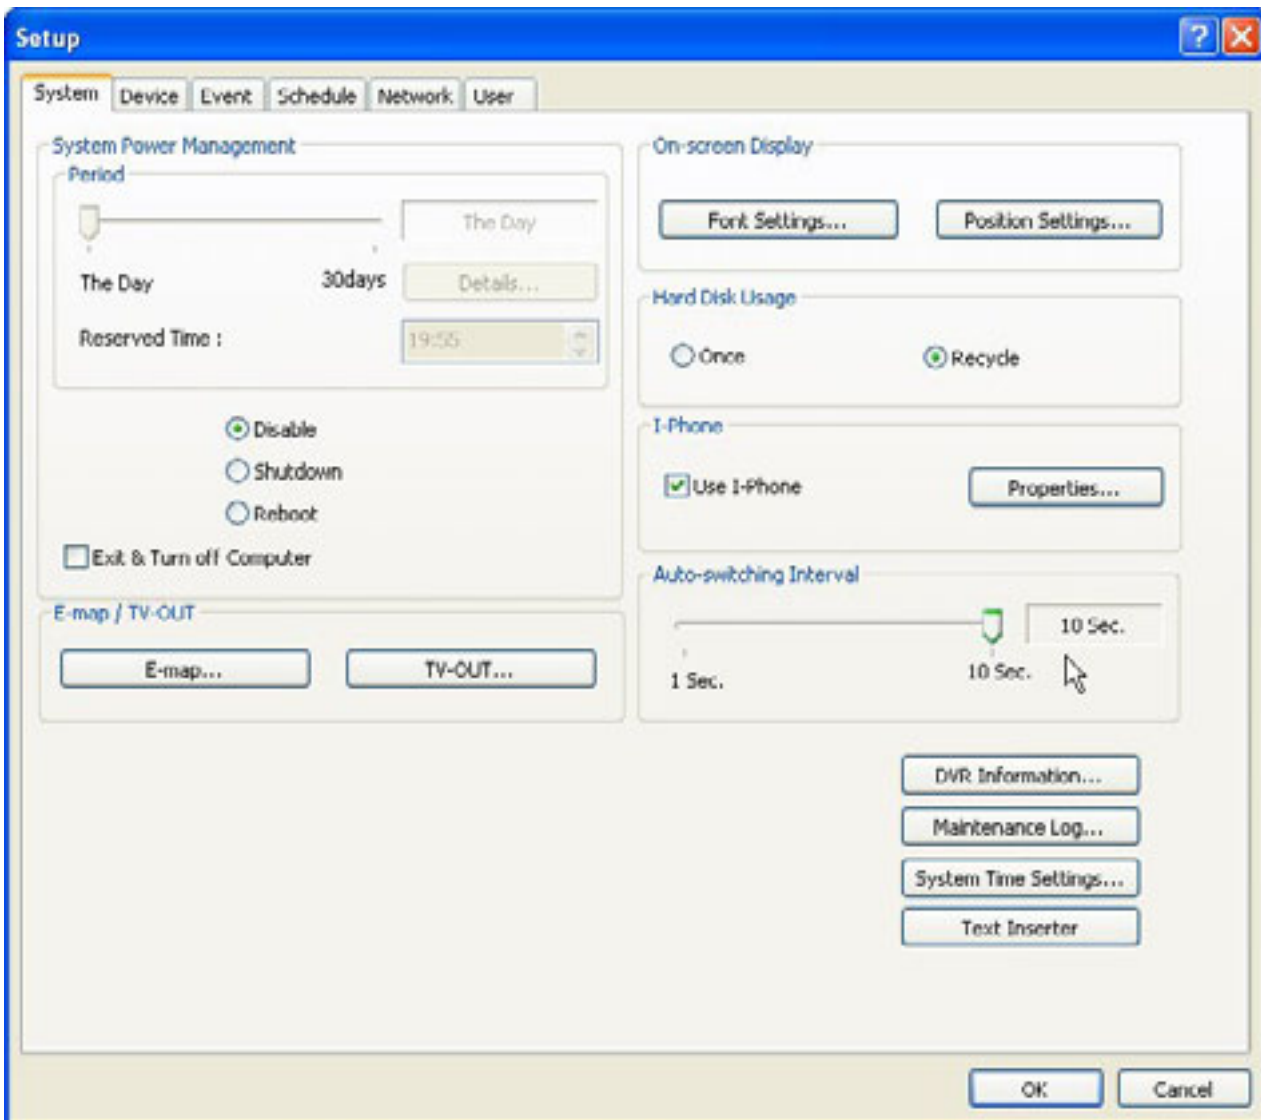 Setup
System Device Event Schedule Network User
System Power Management
Period
The Day
The Day 30days Details...
Reserved Time : 19:55
Disable
Shutdown
Reboot
Exit & Turn off Computer
E-map / TV-OUT
E-map... TV-OUT...
On-screen Display
Font Settings... Position Settings...
Hard Disk Usage
Once Recycle
I-Phone
Use I-Phone Properties...
Auto-switching Interval
10 Sec.
1 Sec. 10 Sec.
DVR Information...
Maintenance Log...
System Time Settings...
Text Inserter
OK Cancel